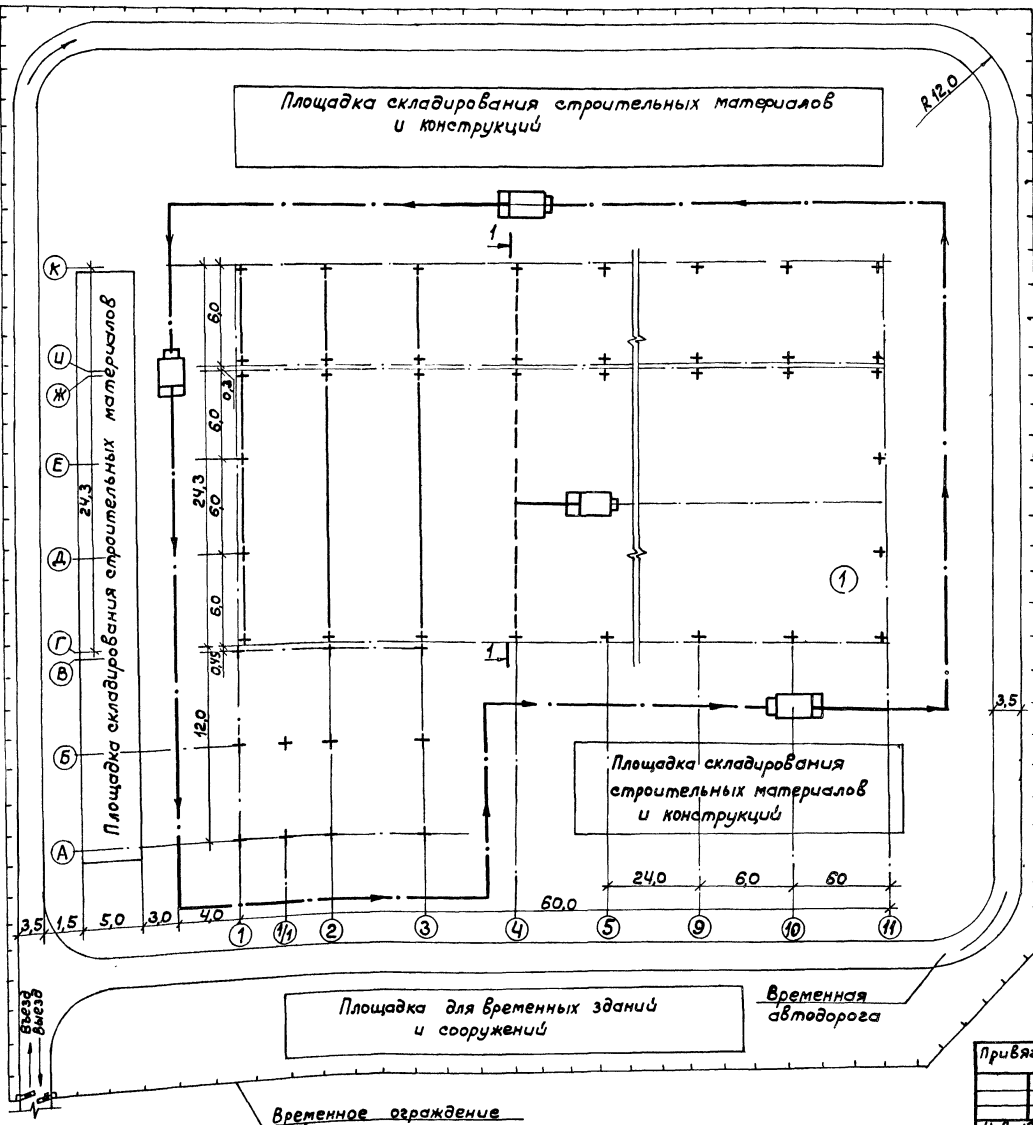 Площадка складирования строительных материалов
и конструкций
R 12,0
1
К
И
Ж
Е
Д
Г
В
Б
А
Площадка складирования строительных материалов
24,3
6,0
0,3
6,0
24,3
6,0
6,0
0,45
12,0
1
1
3,5
Площадка складирования
строительных материалов
и конструкций
24,0
6,0
60
60,0
3,5
1,5
5,0
3,0
4,0
1
1/1
2
3
4
5
9
10
11
Въезд
Выезд
Площадка для временных зданий
и сооружений
Временная
автодорога
Временное ограждение